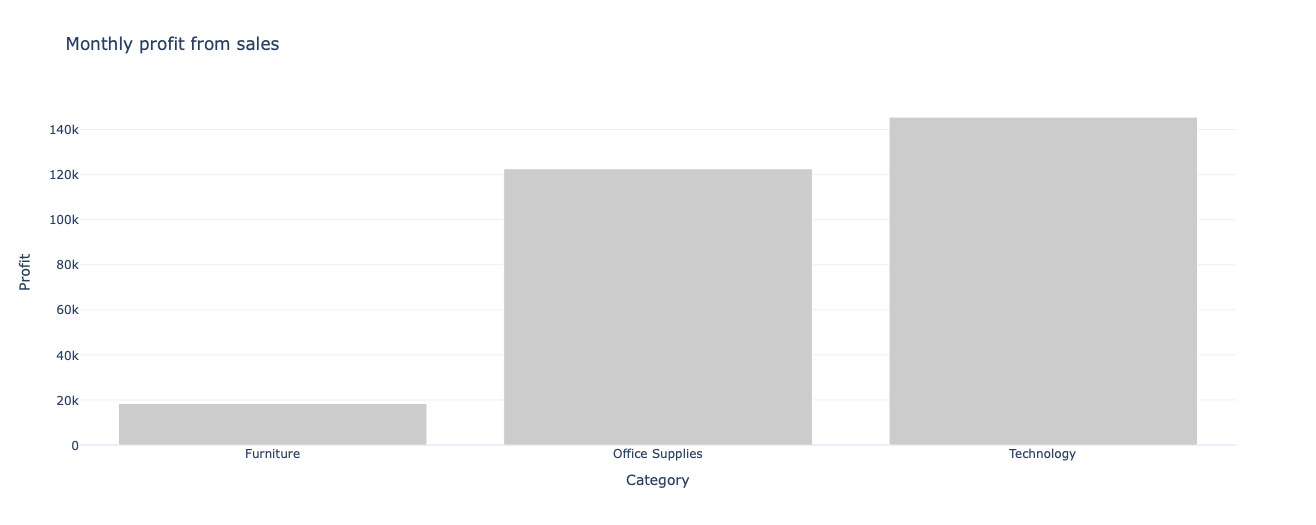 Monthly profit from sales
140k
120k
100k
80k
60k
40k
20k
0
Profit
Furniture
Office Supplies
Technology
Category